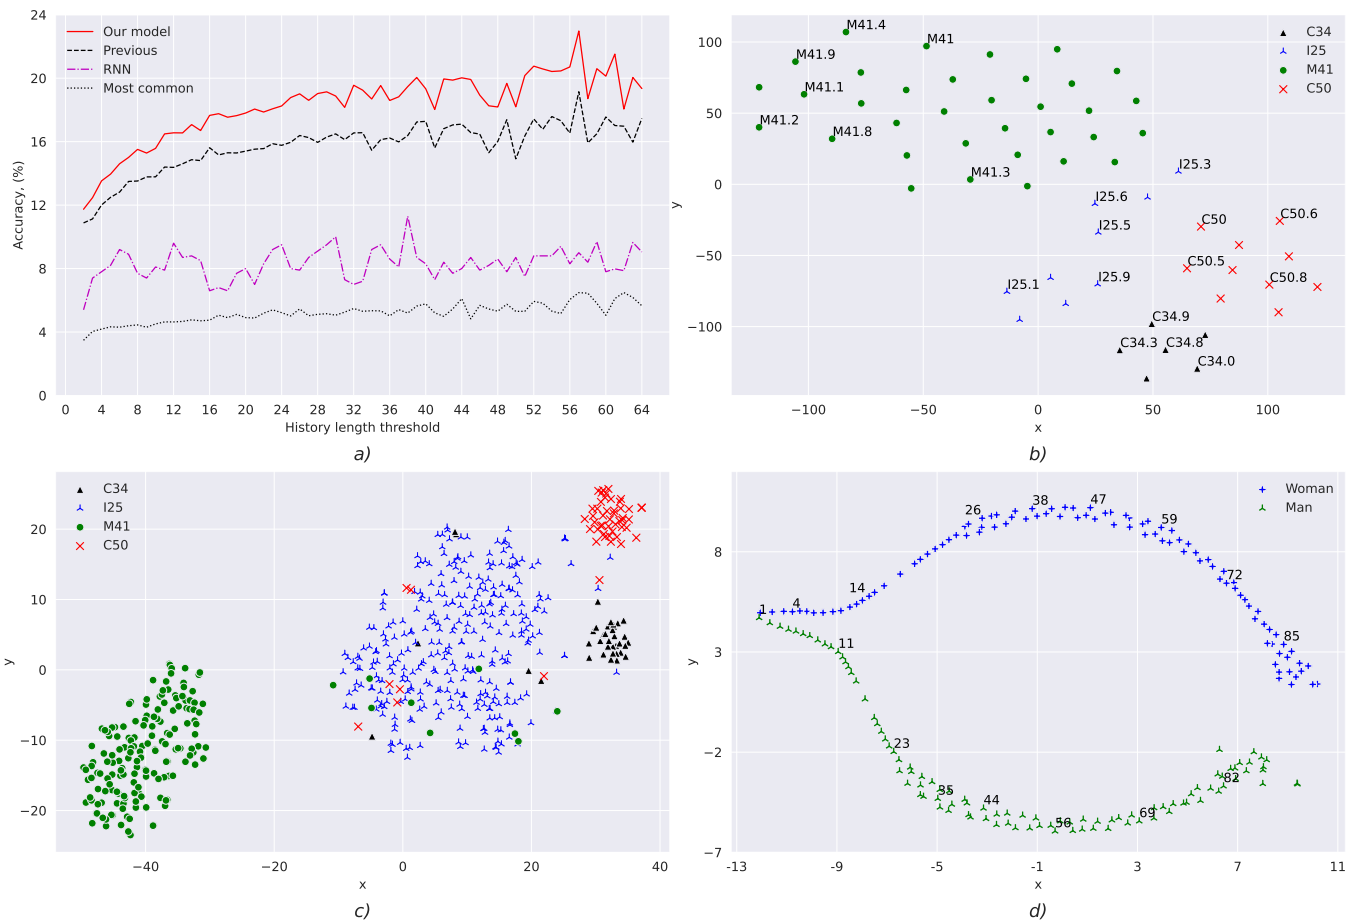 24
20
16
12
8
4
0
Accuracy, (%)
Our model
Previous
RNN
Most common
0 4 8 12 16 20 24 28 32 36 40 44 48 52 56 60 64
History length threshold
a)
100
50
0
−50
−100
y
C34
I25
M41
C50
M41.4
M41
M41.9
M41.1
M41.2
M41.8
M41.3
I25.3
I25.6
I25.5
I25.1
I25.9
C50
C50.6
C50.5
C50.8
C34.9
C34.3
C34.8
C34.0
−100 −50 0 50 100
x
b)
20
10
0
−10
−20
y
C34
I25
M41
C50
−40 −20 0 20 40
x
c)
8
3
−2
−7
y
Woman
Man
1
4
14
26
38
47
59
72
85
11
23
35
44
56
69
82
-13 -9 -5 -1 3 7 11
x
d)